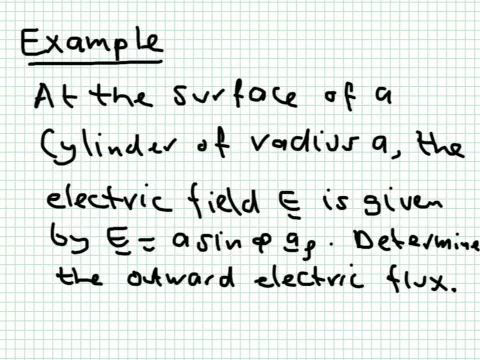 Example
At the surface of a
Cylinder of radius a, the
electric field E is given
by E = a sin φ aρ. Determine
the outward electric flux.